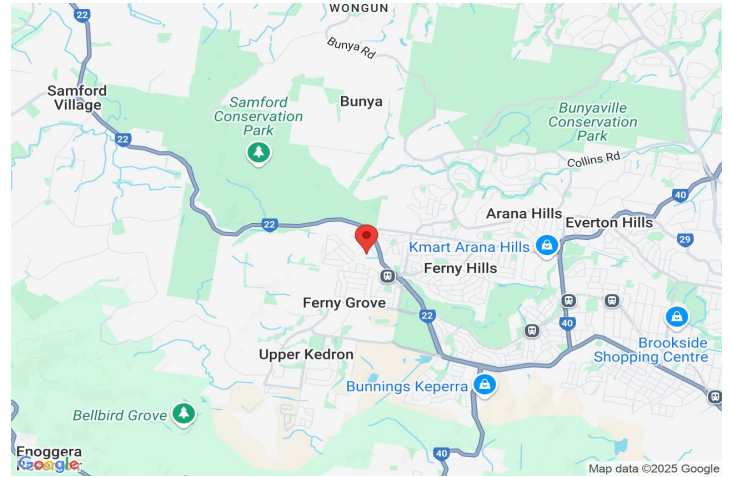 WONGUN
22
Bunya Rd
Samford
Village
Samford
Conservation
Park
Bunya
Bunyaville
Conservation
Park
22
Collins Rd
40
Arana Hills
Everton Hills
22
29
Kmart Arana Hills
Ferny Hills
Ferny Grove
22
40
Brookside
Shopping Centre
Upper Kedron
Bunnings Keperra
Bellbird Grove
Enoggera
40
Google
Map data ©2025 Google